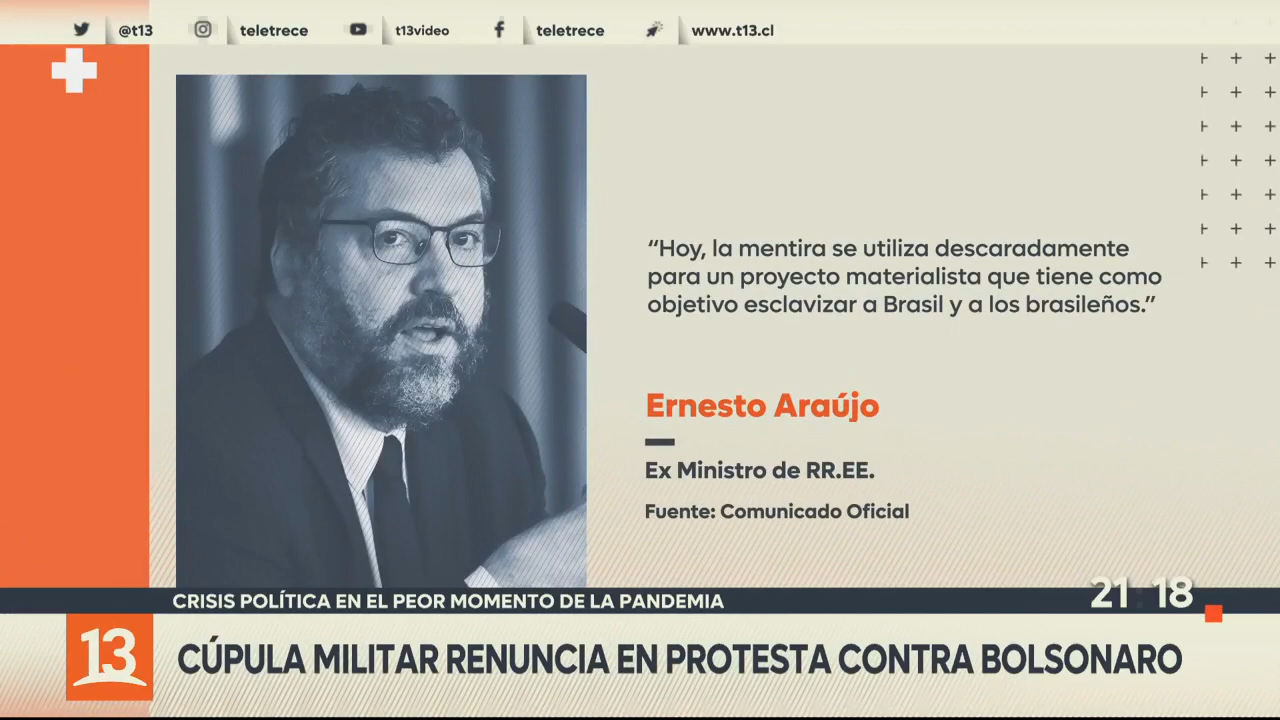 @t13 teletrece t13video teletrece www.t13.cl
“Hoy, la mentira se utiliza descaradamente
para un proyecto materialista que tiene como
objetivo esclavizar a Brasil y a los brasileños.”
Ernesto Araújo
Ex Ministro de RR.EE.
Fuente: Comunicado Oficial
CRISIS POLÍTICA EN EL PEOR MOMENTO DE LA PANDEMIA
21:18
13
CÚPULA MILITAR RENUNCIA EN PROTESTA CONTRA BOLSONARO